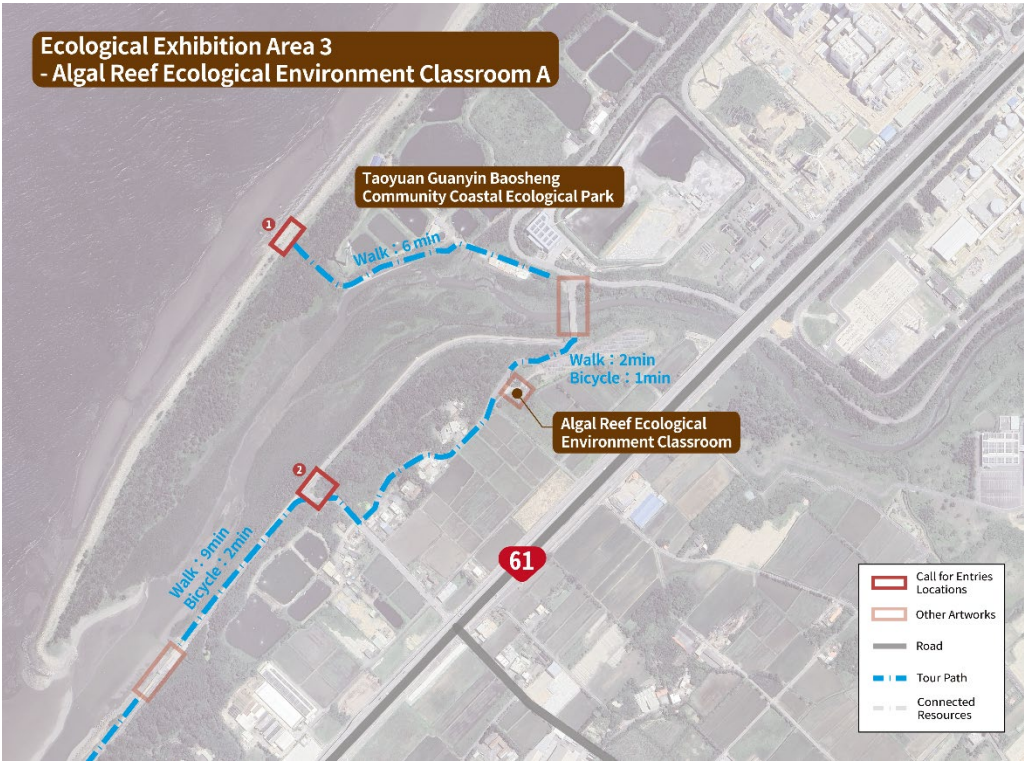 Ecological Exhibition Area 3
- Algal Reef Ecological Environment Classroom A
Taoyuan Guanyin Baosheng
Community Coastal Ecological Park
1
Walk：6 min
Walk：2min
Bicycle：1min
Algal Reef Ecological
Environment Classroom
2
Walk：9min
Bicycle：2min
61
Call for Entries
Locations
Other Artworks
Road
Tour Path
Connected
Resources